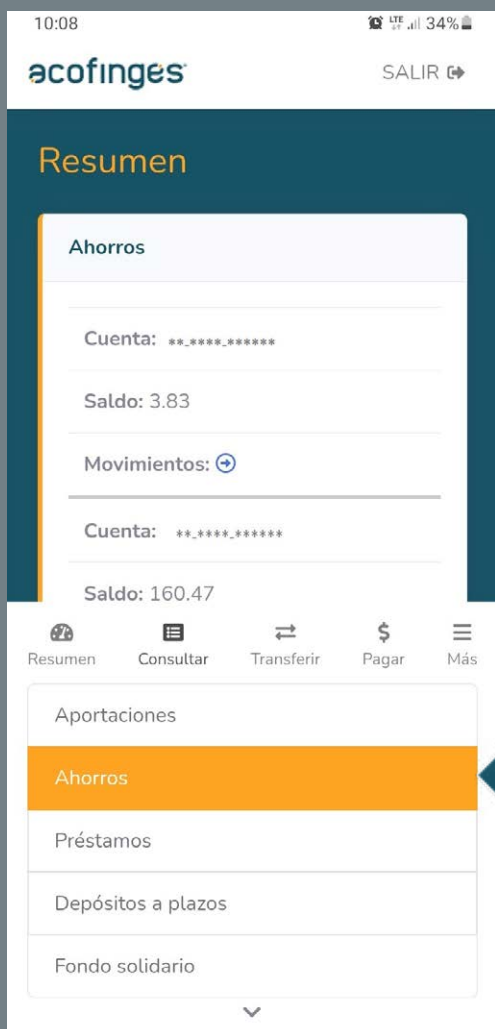 10:08 LTE 34%
acofinges SALIR
Resumen
Ahorros
Cuenta: **-****-******
Saldo: 3.83
Movimientos:
Cuenta: **-****-******
Saldo: 160.47
Resumen Consultar Transferir Pagar Más
Aportaciones
Ahorros
Préstamos
Depósitos a plazos
Fondo solidario